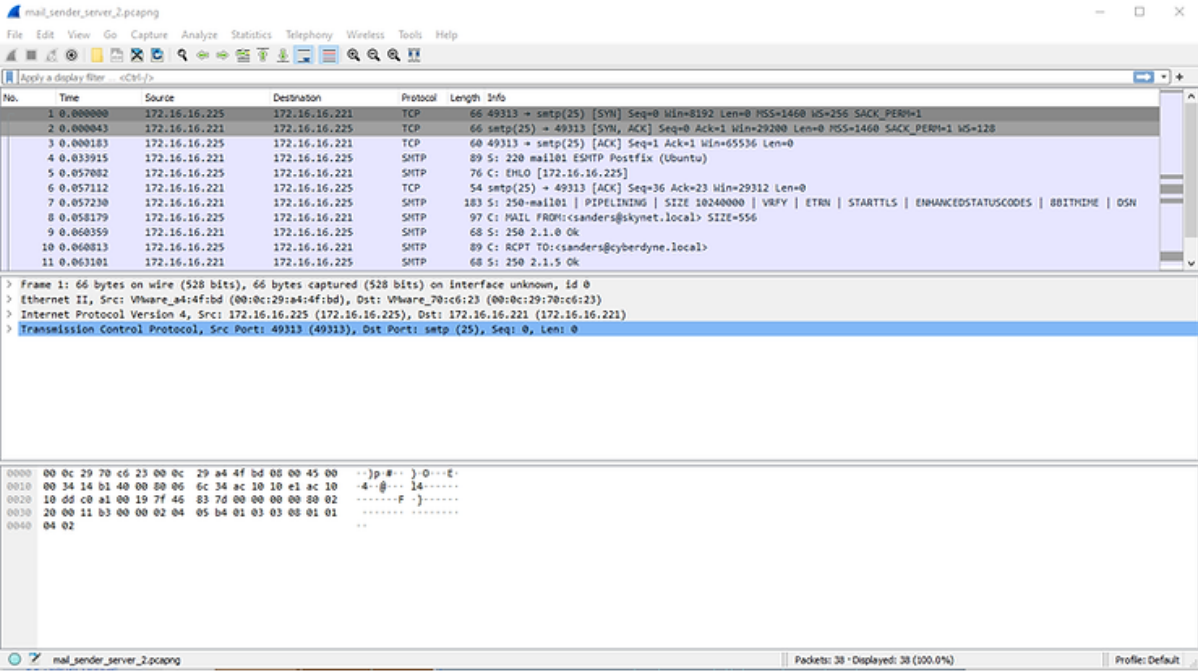 mail_sender_server_2.pcapng
File Edit View Go Capture Analyze Statistics Telephony Wireless Tools Help
Apply a display filter ... <Ctrl-/>
No. Time Source Destination Protocol Length Info
1 0.000000 172.16.16.225 172.16.16.221 TCP 66 49313 → smtp(25) [SYN] Seq=0 Win=8192 Len=0 MSS=1460 WS=256 SACK_PERM=1
2 0.000043 172.16.16.221 172.16.16.225 TCP 66 smtp(25) → 49313 [SYN, ACK] Seq=0 Ack=1 Win=29200 Len=0 MSS=1460 SACK_PERM=1 WS=128
3 0.000183 172.16.16.225 172.16.16.221 TCP 60 49313 → smtp(25) [ACK] Seq=1 Ack=1 Win=65536 Len=0
4 0.033915 172.16.16.221 172.16.16.225 SMTP 89 S: 220 mail01 ESMTP Postfix (Ubuntu)
5 0.057082 172.16.16.225 172.16.16.221 SMTP 76 C: EHLO [172.16.16.225]
6 0.057112 172.16.16.221 172.16.16.225 TCP 54 smtp(25) → 49313 [ACK] Seq=36 Ack=23 Win=29312 Len=0
7 0.057230 172.16.16.221 172.16.16.225 SMTP 183 S: 250-mail01 | PIPELINING | SIZE 10240000 | VRFY | ETRN | STARTTLS | ENHANCEDSTATUSCODES | 8BITMIME | DSN
8 0.058179 172.16.16.225 172.16.16.221 SMTP 97 C: MAIL FROM:<sanders@skynet.local> SIZE=556
9 0.060359 172.16.16.221 172.16.16.225 SMTP 68 S: 250 2.1.0 Ok
10 0.060813 172.16.16.225 172.16.16.221 SMTP 89 C: RCPT TO:<sanders@cyberdyne.local>
11 0.063101 172.16.16.221 172.16.16.225 SMTP 68 S: 250 2.1.5 Ok
Frame 1: 66 bytes on wire (528 bits), 66 bytes captured (528 bits) on interface unknown, id 0
Ethernet II, Src: VMware_a4:4f:bd (00:0c:29:a4:4f:bd), Dst: VMware_70:c6:23 (00:0c:29:70:c6:23)
Internet Protocol Version 4, Src: 172.16.16.225 (172.16.16.225), Dst: 172.16.16.221 (172.16.16.221)
Transmission Control Protocol, Src Port: 49313 (49313), Dst Port: smtp (25), Seq: 0, Len: 0
0000 00 0c 29 70 c6 23 00 0c 29 a4 4f bd 08 00 45 00 ··)p·#·· )·O···E·
0010 00 34 14 b1 40 00 80 06 6c 34 ac 10 10 e1 ac 10 ·4··@··· l4······
0020 10 dd c0 a1 00 19 7f 46 83 7d 00 00 00 00 80 02 ·······F ·}······
0030 20 00 11 b3 00 00 02 04 05 b4 01 03 03 08 01 01 ········ ········
0040 04 02 ··
mail_sender_server_2.pcapng Packets: 38 · Displayed: 38 (100.0%) Profile: Default